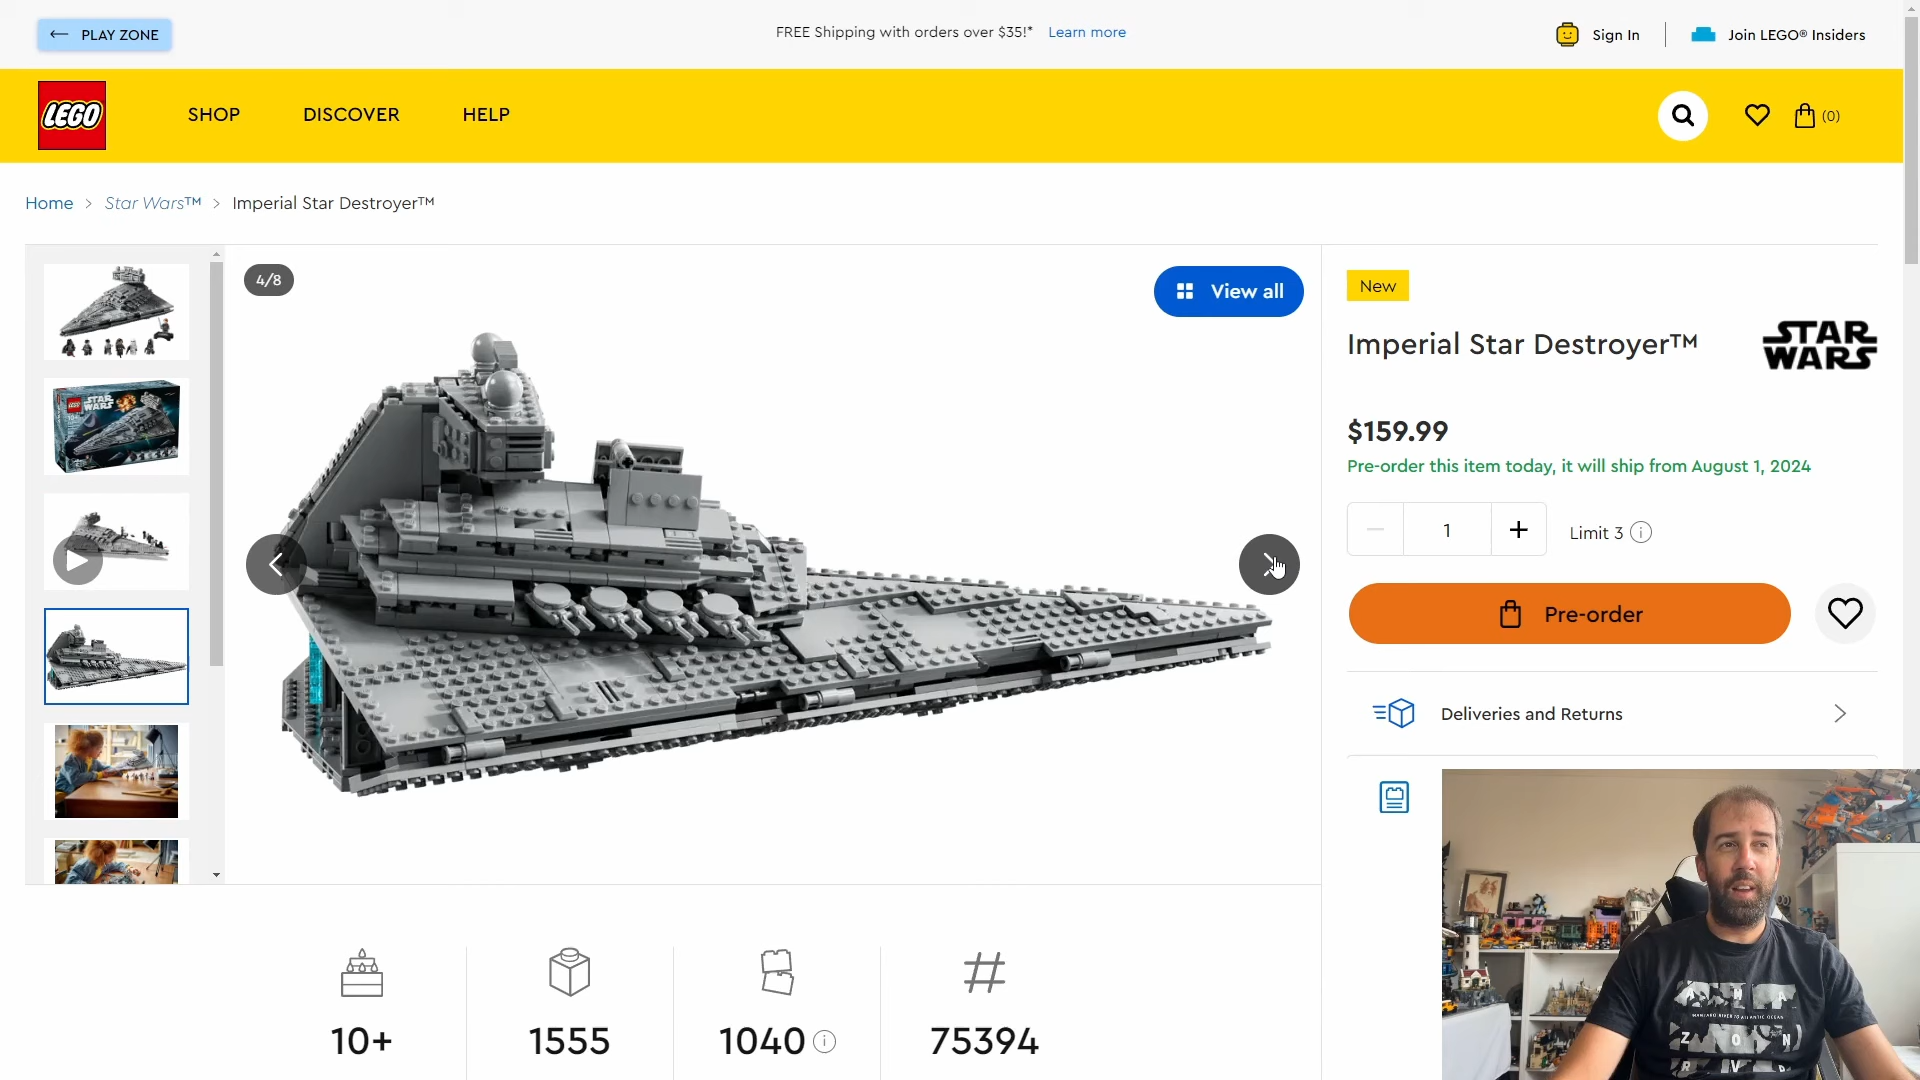 PLAY ZONE
FREE Shipping with orders over $35!* Learn more
Sign In
Join LEGO® Insiders
LEGO
SHOP
DISCOVER
HELP
(0)
Home > Star Wars™ > Imperial Star Destroyer™
4/8
View all
New
Imperial Star Destroyer™
STAR
WARS
$159.99
Pre-order this item today, it will ship from August 1, 2024
1
Limit 3
Pre-order
Deliveries and Returns
10+
1555
1040
#
75394